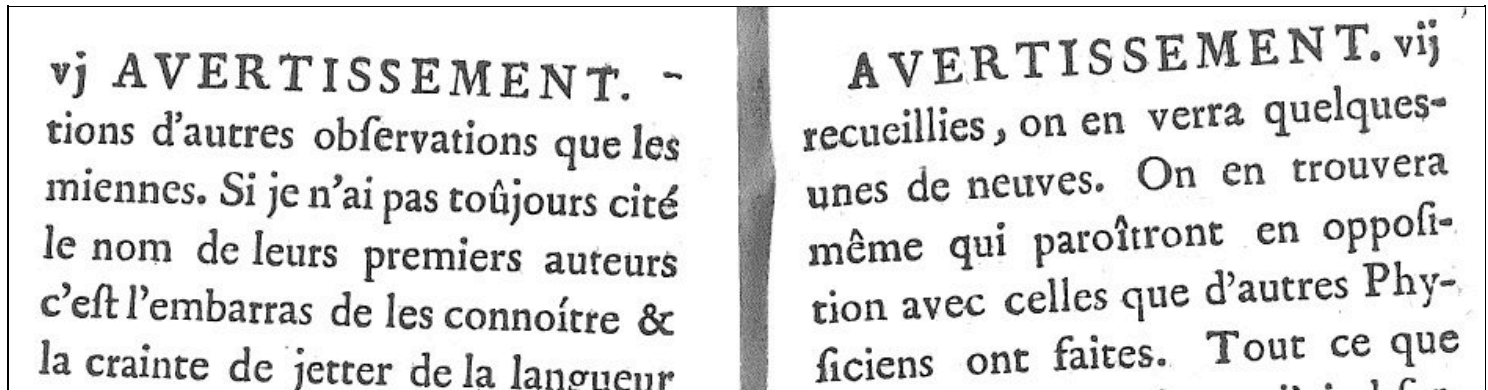 vj AVERTISSEMENT.
tions d'autres obſervations que les
miennes. Si je n'ai pas toûjours cité
le nom de leurs premiers auteurs
c'eſt l'embarras de les connoítre &
la crainte de jetter de la langueur
AVERTISSEMENT. vij
recueillies, on en verra quelques-
unes de neuves. On en trouvera
même qui paroîtront en oppoſi-
tion avec celles que d'autres Phy-
ſiciens ont faites. Tout ce que